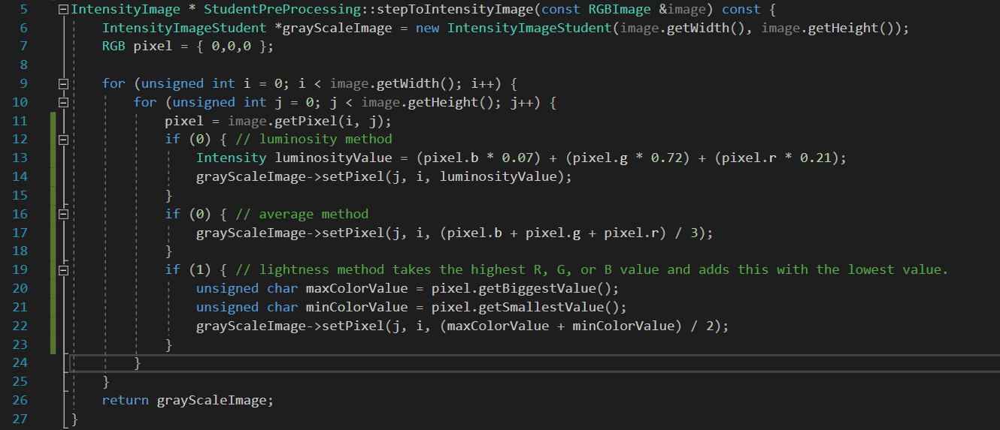 5 IntensityImage * StudentPreProcessing::stepToIntensityImage(const RGBImage &image) const {
6 IntensityImageStudent *grayScaleImage = new IntensityImageStudent(image.getWidth(), image.getHeight());
7 RGB pixel = { 0,0,0 };
8
9 for (unsigned int i = 0; i < image.getWidth(); i++) {
10 for (unsigned int j = 0; j < image.getHeight(); j++) {
11 pixel = image.getPixel(i, j);
12 if (0) { // luminosity method
13 Intensity luminosityValue = (pixel.b * 0.07) + (pixel.g * 0.72) + (pixel.r * 0.21);
14 grayScaleImage->setPixel(j, i, luminosityValue);
15 }
16 if (0) { // average method
17 grayScaleImage->setPixel(j, i, (pixel.b + pixel.g + pixel.r) / 3);
18 }
19 if (1) { // lightness method takes the highest R, G, or B value and adds this with the lowest value.
20 unsigned char maxColorValue = pixel.getBiggestValue();
21 unsigned char minColorValue = pixel.getSmallestValue();
22 grayScaleImage->setPixel(j, i, (maxColorValue + minColorValue) / 2);
23 }
24 }
25 }
26 return grayScaleImage;
27 }